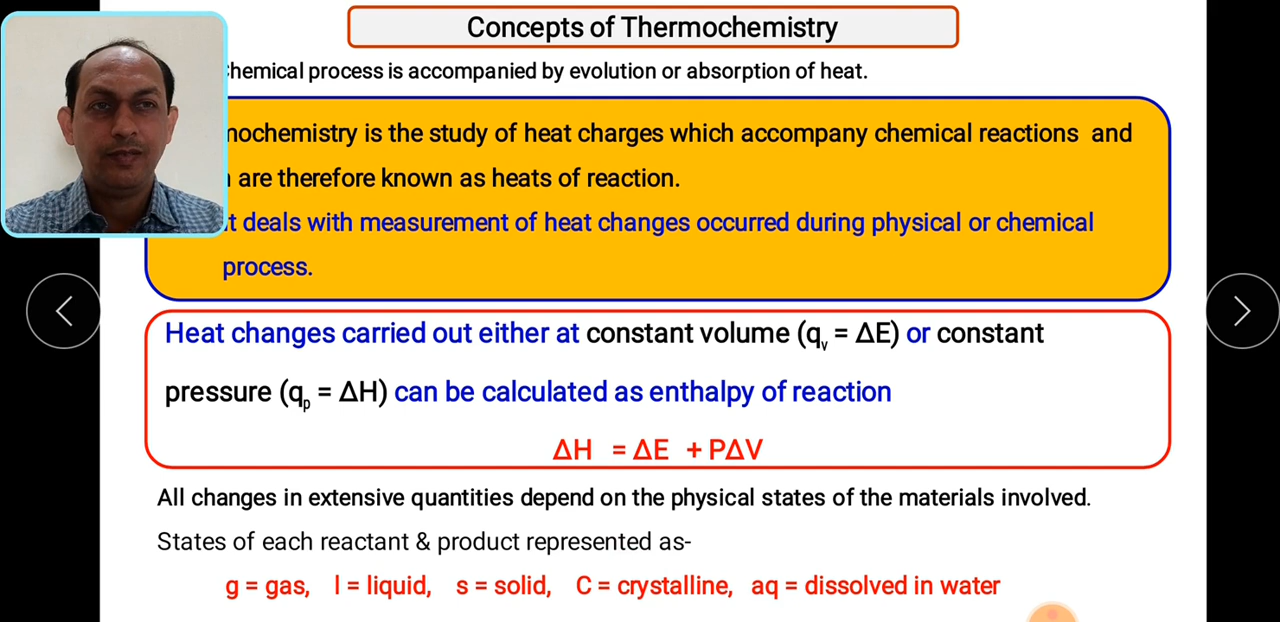 Concepts of Thermochemistry
Chemical process is accompanied by evolution or absorption of heat.
mochemistry is the study of heat charges which accompany chemical reactions and
are therefore known as heats of reaction.
It deals with measurement of heat changes occurred during physical or chemical
process.
Heat changes carried out either at constant volume (qᵥ = ΔE) or constant
pressure (qₚ = ΔH) can be calculated as enthalpy of reaction
ΔH = ΔE + PΔV
All changes in extensive quantities depend on the physical states of the materials involved.
States of each reactant & product represented as-
g = gas, l = liquid, s = solid, C = crystalline, aq = dissolved in water